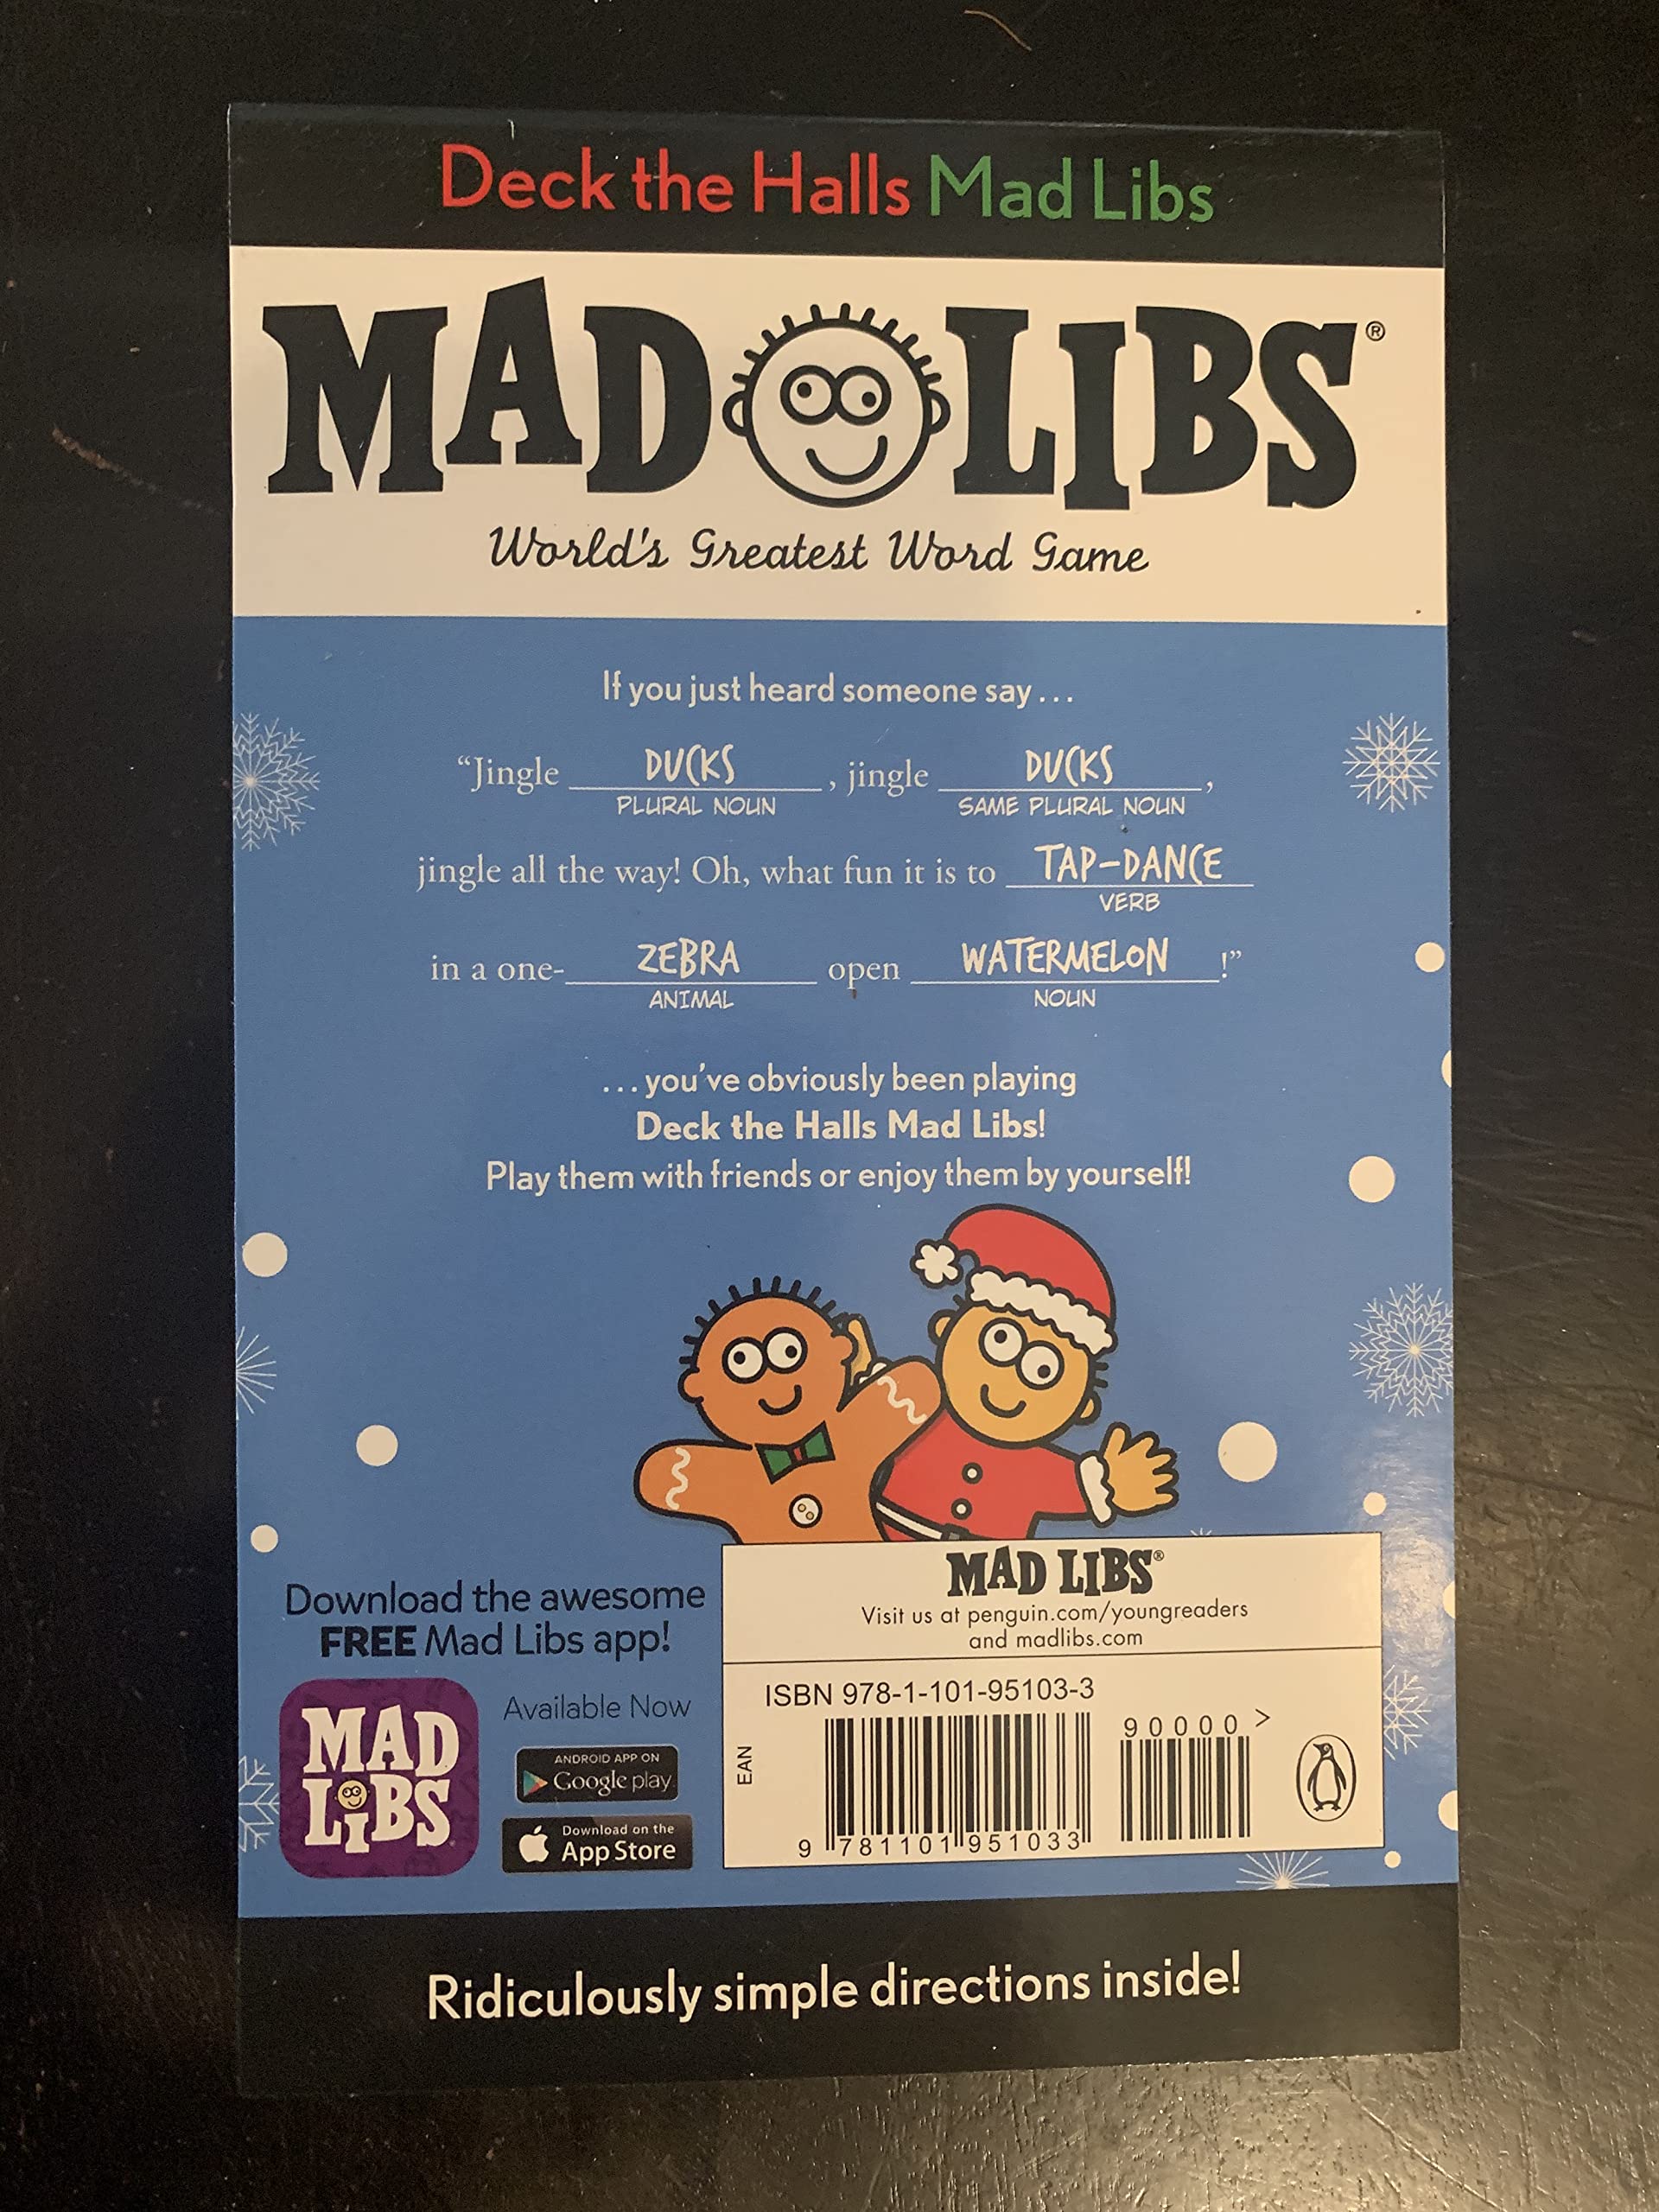 Deck the Halls Mad Libs
MAD LIBS®
World's Greatest Word Game
If you just heard someone say...
“Jingle DUCKS, jingle DUCKS,
PLURAL NOUN SAME PLURAL NOUN
jingle all the way! Oh, what fun it is to TAP-DANCE
VERB
in a one-ZEBRA open WATERMELON!”
ANIMAL NOUN
...you've obviously been playing
Deck the Halls Mad Libs!
Play them with friends or enjoy them by yourself!
Download the awesome
FREE Mad Libs app!
MAD
LiBS
Available Now
ANDROID APP ON
Google play
Download on the
App Store
MAD LIBS®
Visit us at penguin.com/youngreaders
and madlibs.com
ISBN 978-1-101-95103-3
90000>
EAN
9 781101 951033
Ridiculously simple directions inside!